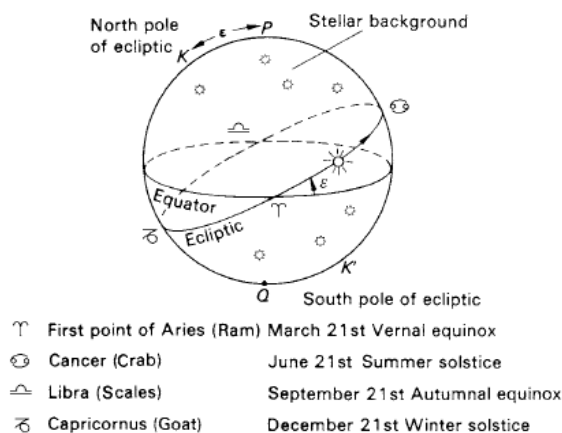 North pole
of ecliptic
K
ε
P
Stellar background
♋
♎
ε
Equator
♈
Ecliptic
♑
K'
Q
South pole of ecliptic
♈ First point of Aries (Ram) March 21st Vernal equinox
♋ Cancer (Crab) June 21st Summer solstice
♎ Libra (Scales) September 21st Autumnal equinox
♑ Capricornus (Goat) December 21st Winter solstice